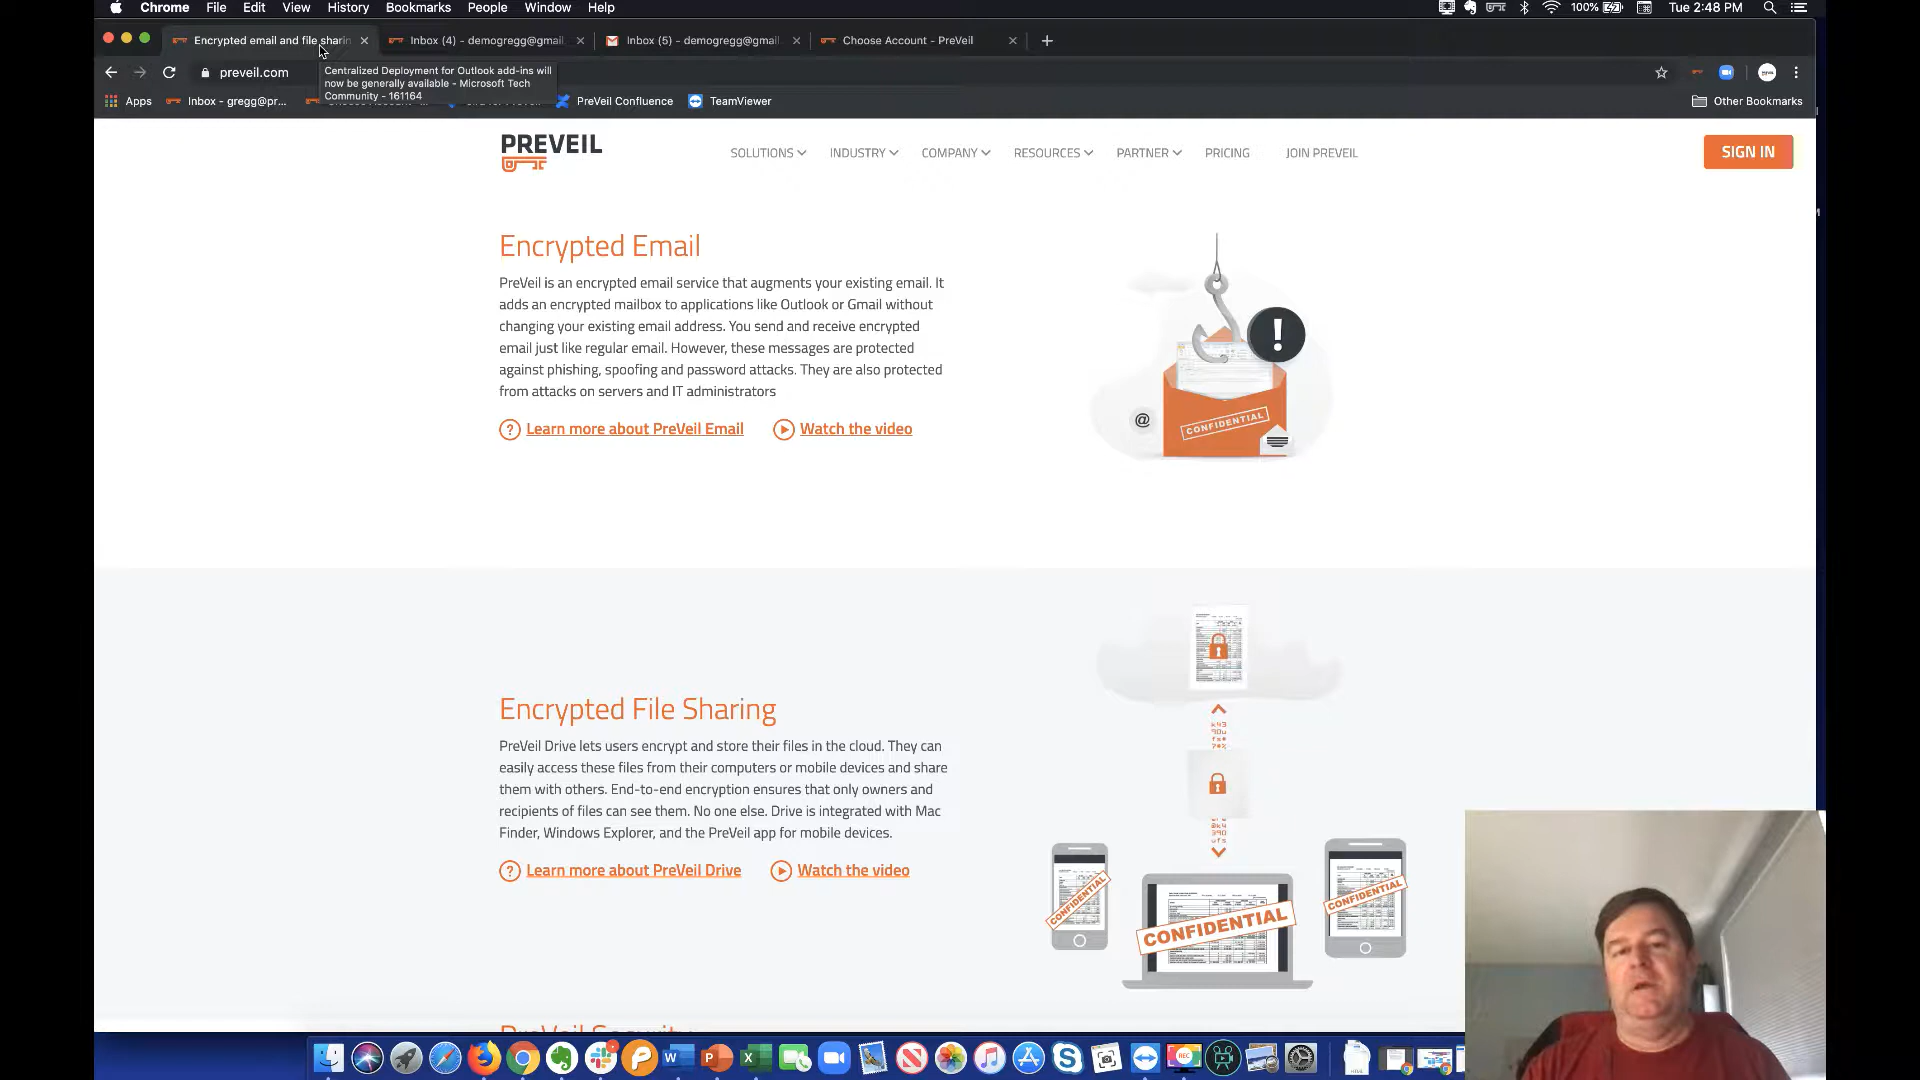 Chrome File Edit View History Bookmarks People Window Help 100% Tue 2:48 PM
Encrypted email and file sharin Inbox (4) - demogregg@gmail. Inbox (5) - demogregg@gmail Choose Account - PreVeil
preveil.com
Centralized Deployment for Outlook add-ins will
now be generally available - Microsoft Tech
Community - 161164
Apps Inbox - gregg@pr... PreVeil Confluence TeamViewer Other Bookmarks
PREVEIL
SOLUTIONS INDUSTRY COMPANY RESOURCES PARTNER PRICING JOIN PREVEIL SIGN IN
Encrypted Email
PreVeil is an encrypted email service that augments your existing email. It
adds an encrypted mailbox to applications like Outlook or Gmail without
changing your existing email address. You send and receive encrypted
email just like regular email. However, these messages are protected
against phishing, spoofing and password attacks. They are also protected
from attacks on servers and IT administrators
Learn more about PreVeil Email Watch the video
!
@
CONFIDENTIAL
Encrypted File Sharing
PreVeil Drive lets users encrypt and store their files in the cloud. They can
easily access these files from their computers or mobile devices and share
them with others. End-to-end encryption ensures that only owners and
recipients of files can see them. No one else. Drive is integrated with Mac
Finder, Windows Explorer, and the PreVeil app for mobile devices.
Learn more about PreVeil Drive Watch the video
CONFIDENTIAL
CONFIDENTIAL
CONFIDENTIAL
PreVeil Security